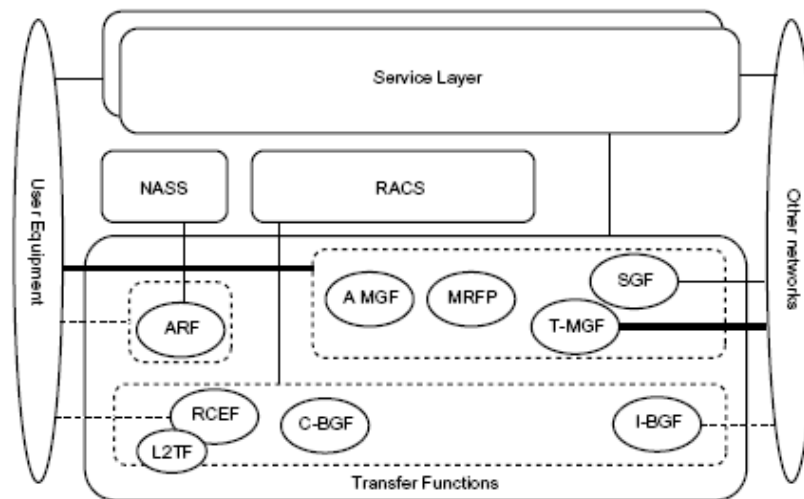 Service Layer
NASS
RACS
User Equipment
Other networks
A MGF
MRFP
SGF
T-MGF
ARF
RCEF
C-BGF
I-BGF
L2TF
Transfer Functions